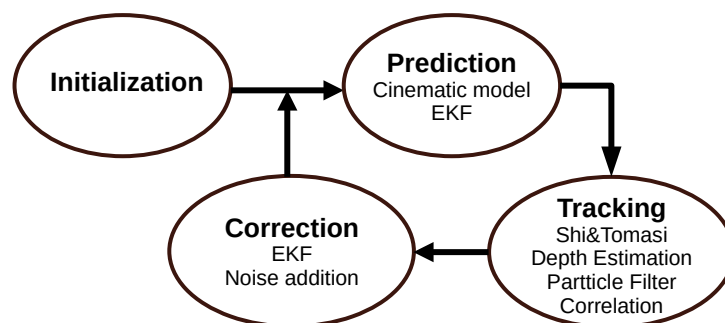 Initialization
Prediction
Cinematic model
EKF
Tracking
Shi&Tomasi
Depth Estimation
Partticle Filter
Correlation
Correction
EKF
Noise addition